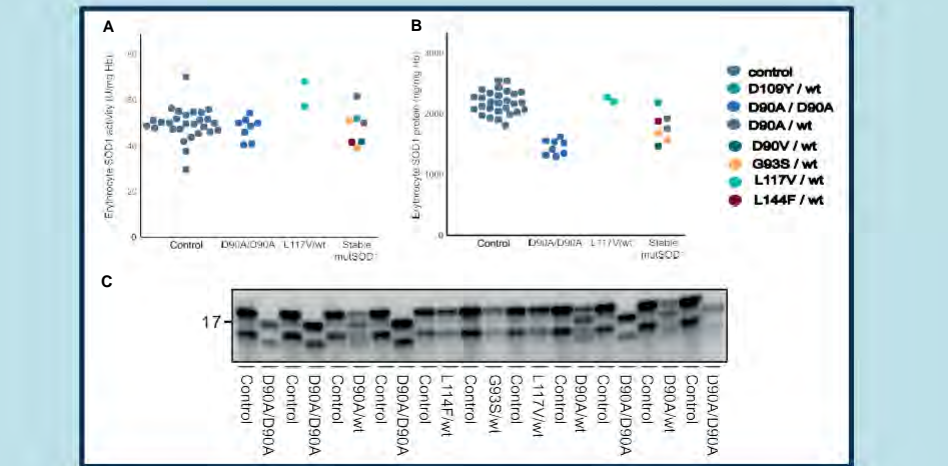 A
Erythrocyte SOD1 activity (U/mg Hb)
80
60
40
20
0
Control
D90A/D90A
L117V/wt
Stable
mutSOD1
B
Erythrocyte SOD1 protein (ng/mg Hb)
3000
2000
1000
0
Control
D90A/D90A
L117V/wt
Stable
mutSOD1
control
D109Y / wt
D90A / D90A
D90A / wt
D90V / wt
G93S / wt
L117V / wt
L144F / wt
C
17
Control
D90A/D90A
Control
D90A/D90A
Control
D90A/wt
Control
D90A/D90A
Control
L114F/wt
Control
G93S/wt
Control
L117V/wt
Control
D90A/wt
Control
D90A/D90A
Control
D90A/wt
Control
D90A/D90A